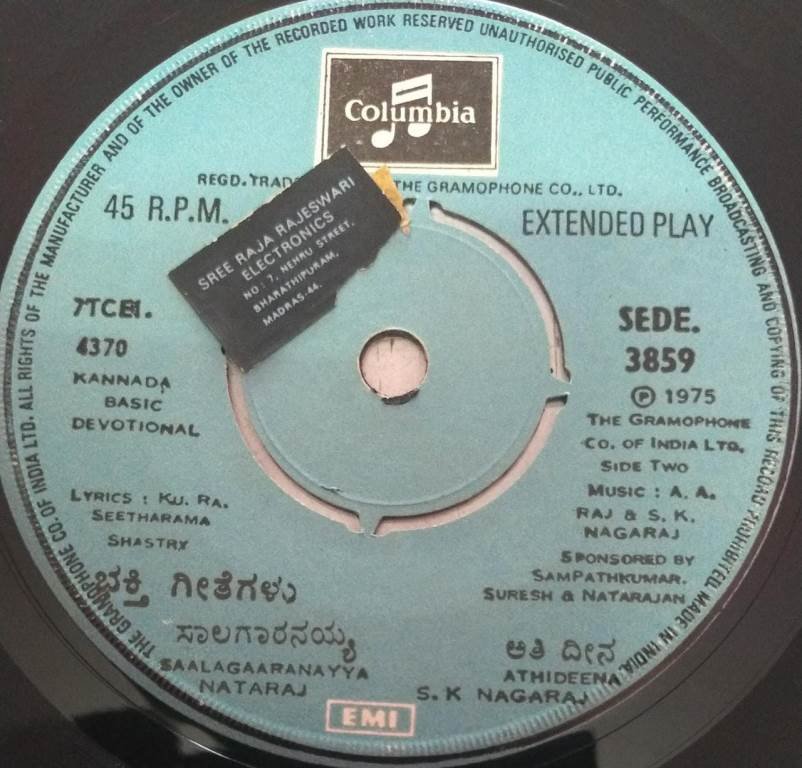 THE GRAMOPHONE CO. OF INDIA LTD. ALL RIGHTS OF THE MANUFACTURER AND OF THE OWNER OF THE RECORDED WORK RESERVED UNAUTHORISED PUBLIC PERFORMANCE BROADCASTING AND COPYING OF THIS RECORD PROHIBITED. MADE IN INDIA
Columbia
REGD. TRAD THE GRAMOPHONE CO., LTD.
45 R.P.M.
EXTENDED PLAY
SREE RAJA RAJESWARI
ELECTRONICS
NO: 7, NEHRU STREET,
BHARATHIPURAM,
MADRAS-44.
7TCEI.
4370
KANNADA
BASIC
DEVOTIONAL
SEDE.
3859
Ⓟ 1975
THE GRAMOPHONE
CO. OF INDIA LTD.
SIDE TWO
MUSIC : A. A.
RAJ & S. K.
NAGARAJ
LYRICS : KU. RA.
SEETHARAMA
SHASTRY
SPONSORED BY
SAMPATHKUMAR.
SURESH & NATARAJAN
ಭಕ್ತಿ ಗೀತೆಗಳು
ಸಾಲಗಾರನಯ್ಯ
SAALAGAARANAYYA
NATARAJ
ಅತಿ ದೀನ
ATHIDEENA
S. K NAGARAJ
EMI